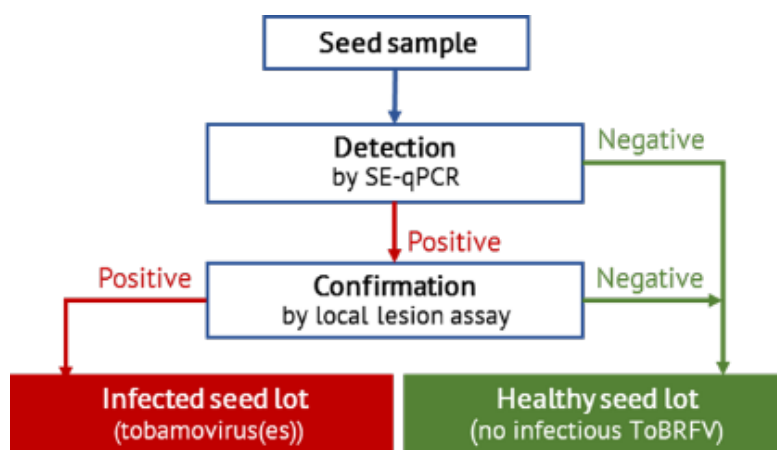 Seed sample
Detection
by SE-qPCR
Negative
Positive
Positive
Confirmation
by local lesion assay
Negative
Infected seed lot
(tobamovirus(es))
Healthy seed lot
(no infectious ToBRFV)